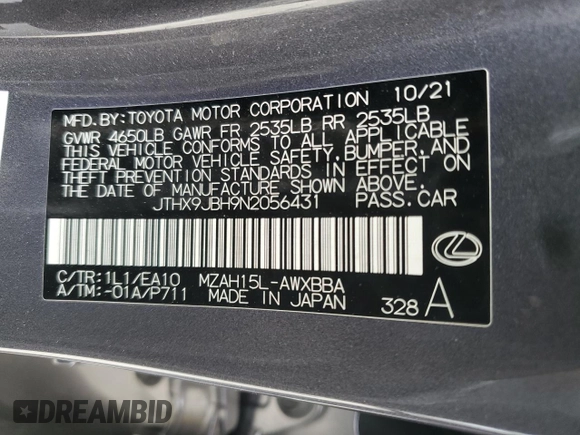 MFD.BY:TOYOTA MOTOR CORPORATION 10/21
GVWR 4650LB GAWR FR 2535LB RR 2535LB
THIS VEHICLE CONFORMS TO ALL APPLICABLE
FEDERAL MOTOR VEHICLE SAFETY,BUMPER,AND
THEFT PREVENTION STANDARDS IN EFFECT ON
THE DATE OF MANUFACTURE SHOWN ABOVE.
JTHX9JBH9N2056431 PASS.CAR
C/TR:1L1/EA10 MZAH15L-AWXBBA
A/TM:-01A/P711 MADE IN JAPAN 328 A
DREAMBID